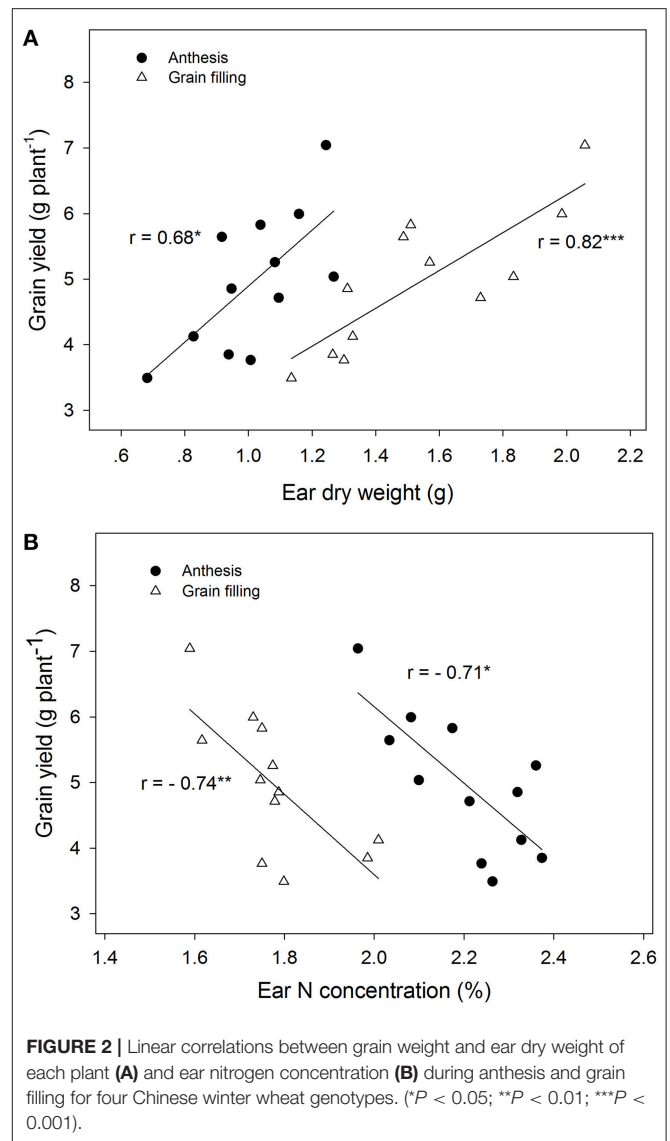 A
● Anthesis
△ Grain filling
8
7
6
5
4
3
Grain yield (g plant⁻¹)
r = 0.68*
r = 0.82***
.6 .8 1.0 1.2 1.4 1.6 1.8 2.0 2.2
Ear dry weight (g)
B
● Anthesis
△ Grain filling
8
7
6
5
4
3
Grain yield (g plant⁻¹)
r = - 0.71*
r = - 0.74**
1.4 1.6 1.8 2.0 2.2 2.4 2.6
Ear N concentration (%)
FIGURE 2 | Linear correlations between grain weight and ear dry weight of
each plant (A) and ear nitrogen concentration (B) during anthesis and grain
filling for four Chinese winter wheat genotypes. (*P < 0.05; **P < 0.01; ***P <
0.001).